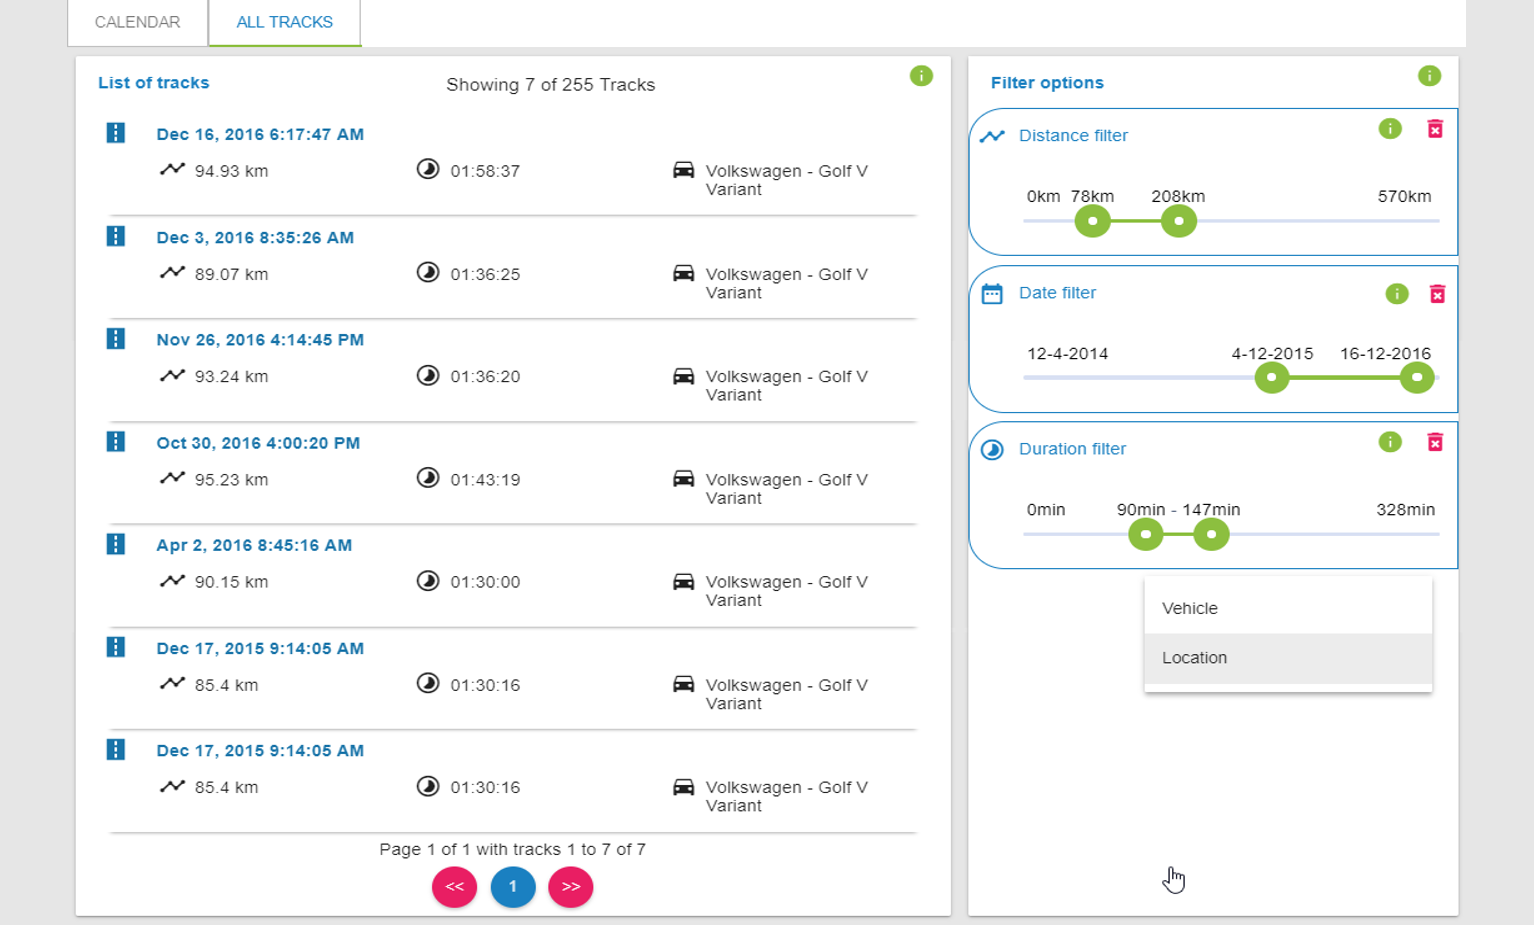 CALENDAR
ALL TRACKS
List of tracks
Showing 7 of 255 Tracks
Dec 16, 2016 6:17:47 AM
94.93 km
01:58:37
Volkswagen - Golf V
Variant
Dec 3, 2016 8:35:26 AM
89.07 km
01:36:25
Volkswagen - Golf V
Variant
Nov 26, 2016 4:14:45 PM
93.24 km
01:36:20
Volkswagen - Golf V
Variant
Oct 30, 2016 4:00:20 PM
95.23 km
01:43:19
Volkswagen - Golf V
Variant
Apr 2, 2016 8:45:16 AM
90.15 km
01:30:00
Volkswagen - Golf V
Variant
Dec 17, 2015 9:14:05 AM
85.4 km
01:30:16
Volkswagen - Golf V
Variant
Dec 17, 2015 9:14:05 AM
85.4 km
01:30:16
Volkswagen - Golf V
Variant
Page 1 of 1 with tracks 1 to 7 of 7
<< 1 >>
Filter options
Distance filter
0km 78km 208km 570km
Date filter
12-4-2014 4-12-2015 16-12-2016
Duration filter
0min 90min - 147min 328min
Vehicle
Location